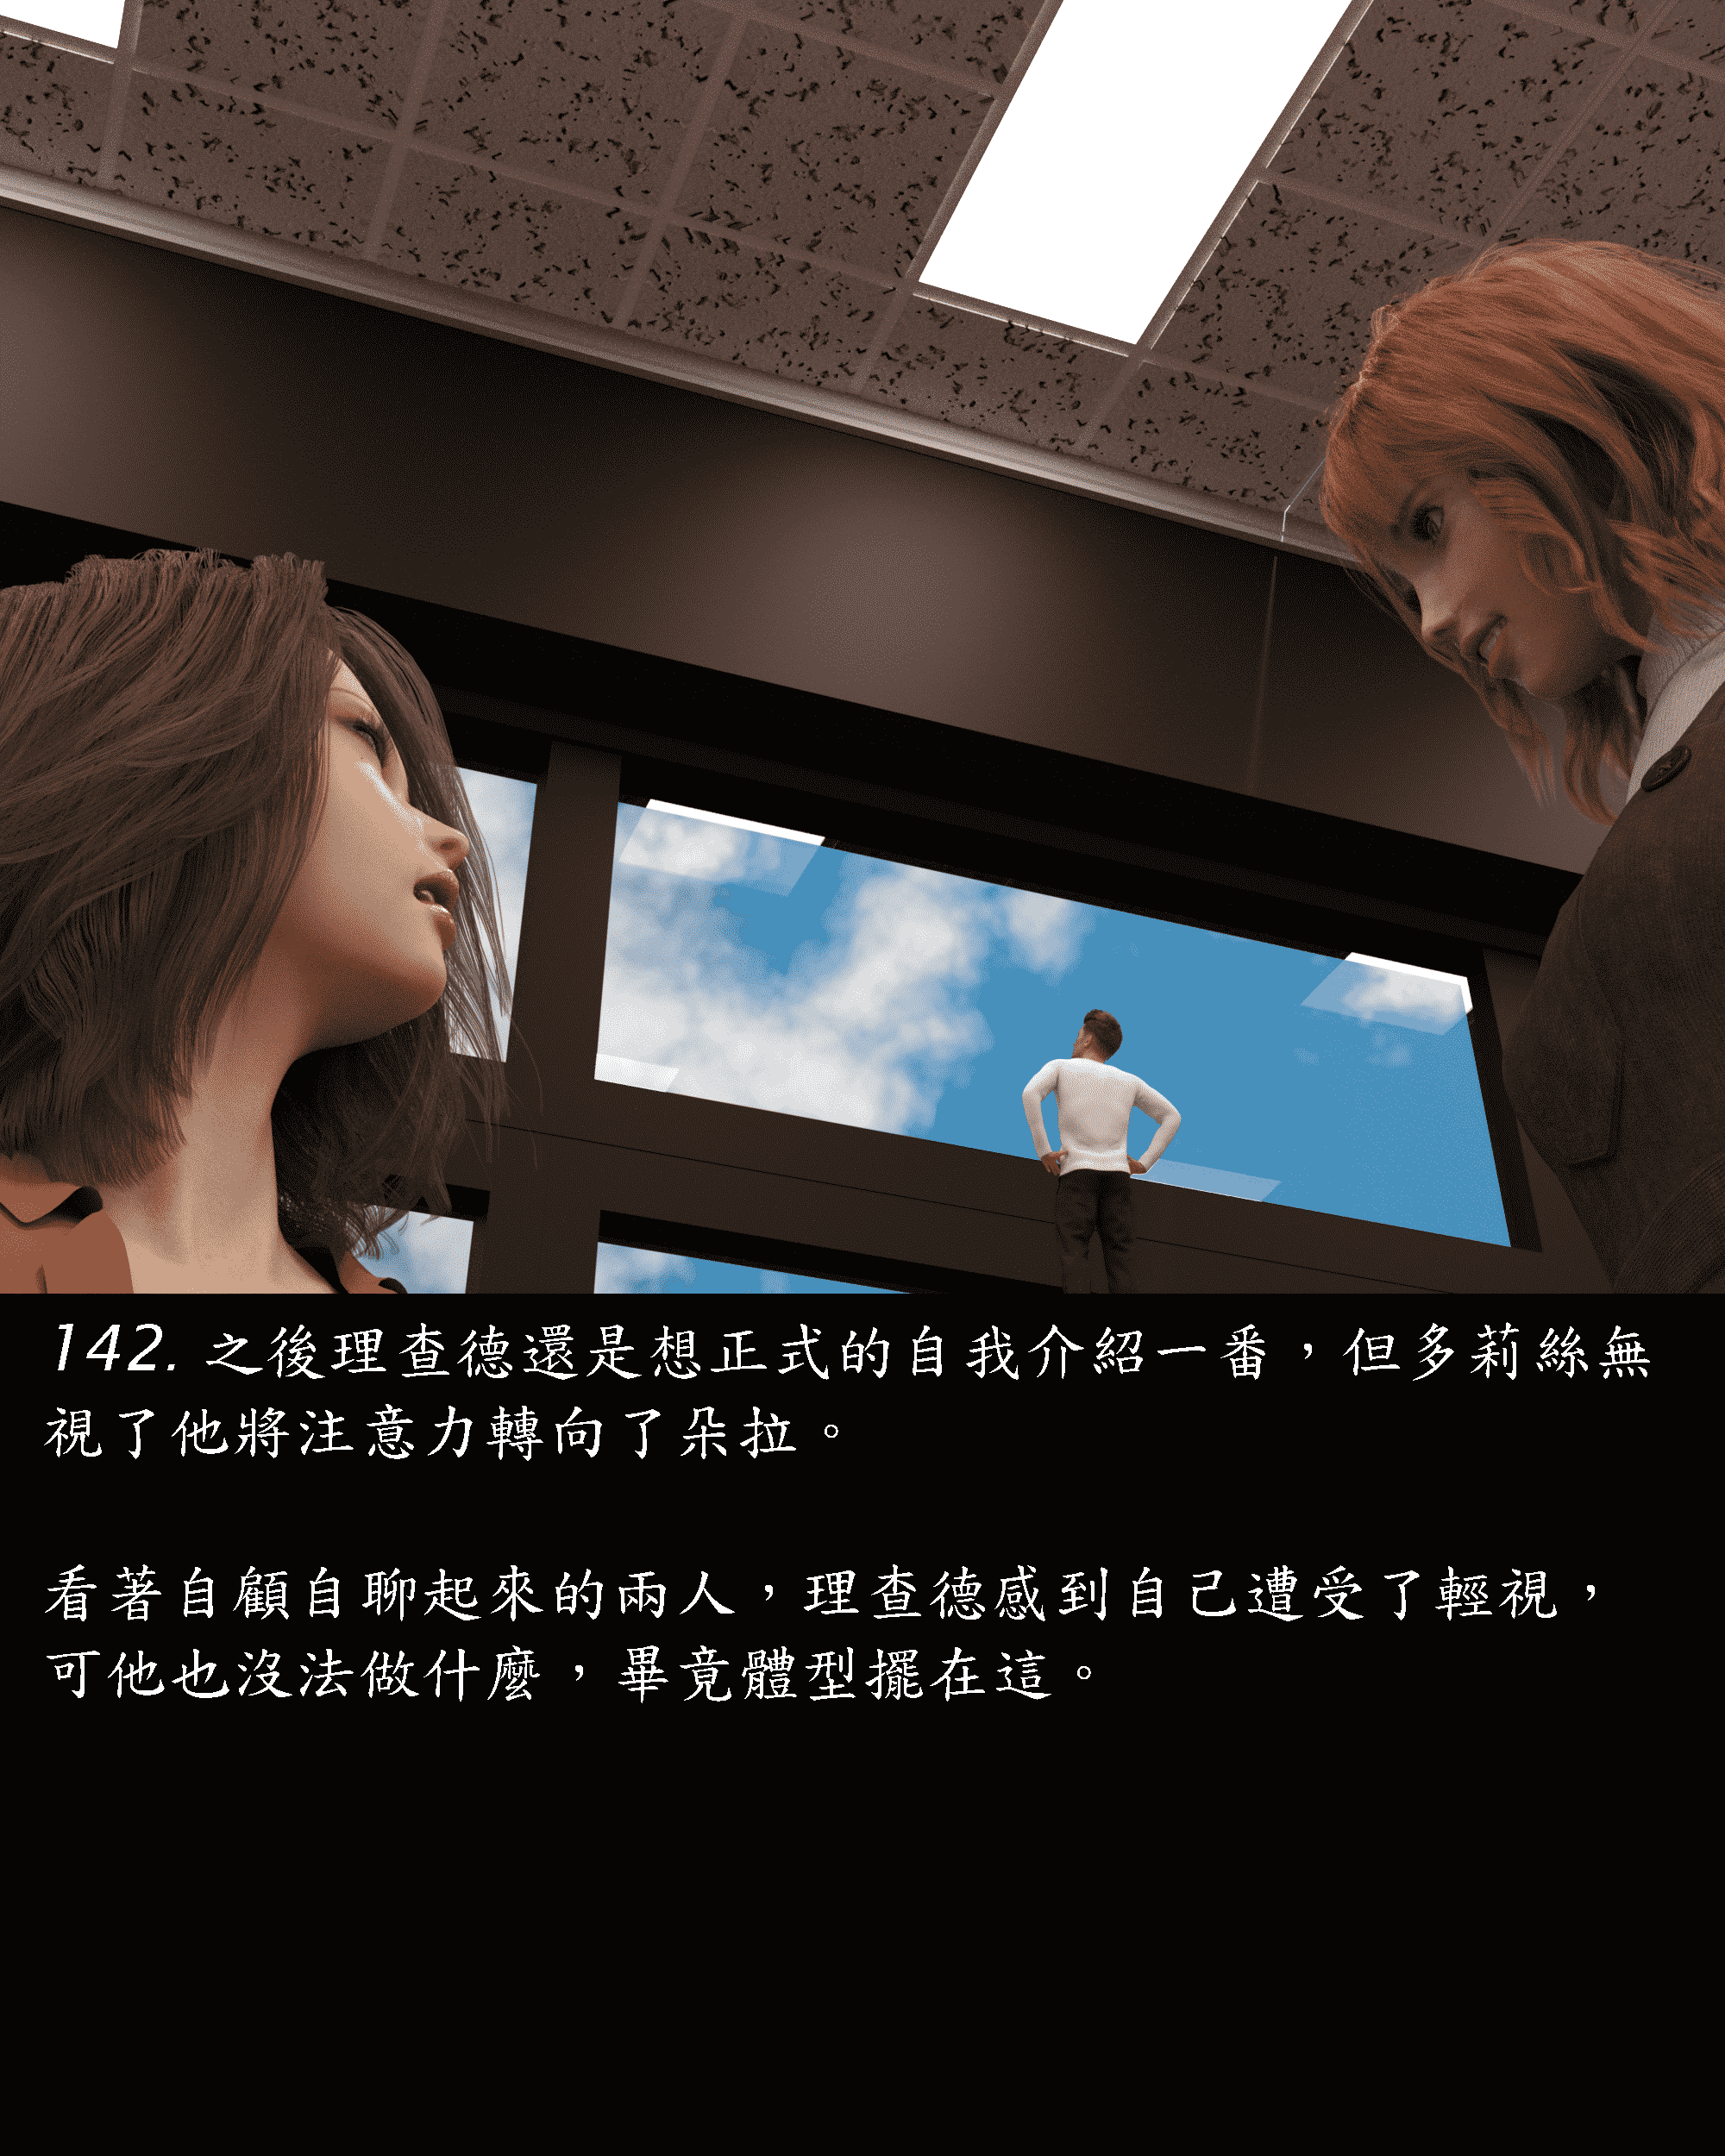 142. 之後理查德還是想正式的自我介紹一番，但多莉絲無
視了他將注意力轉向了朵拉。
看著自顧自聊起來的兩人，理查德感到自己遭受了輕視，
可他也沒法做什麼，畢竟體型擺在這。